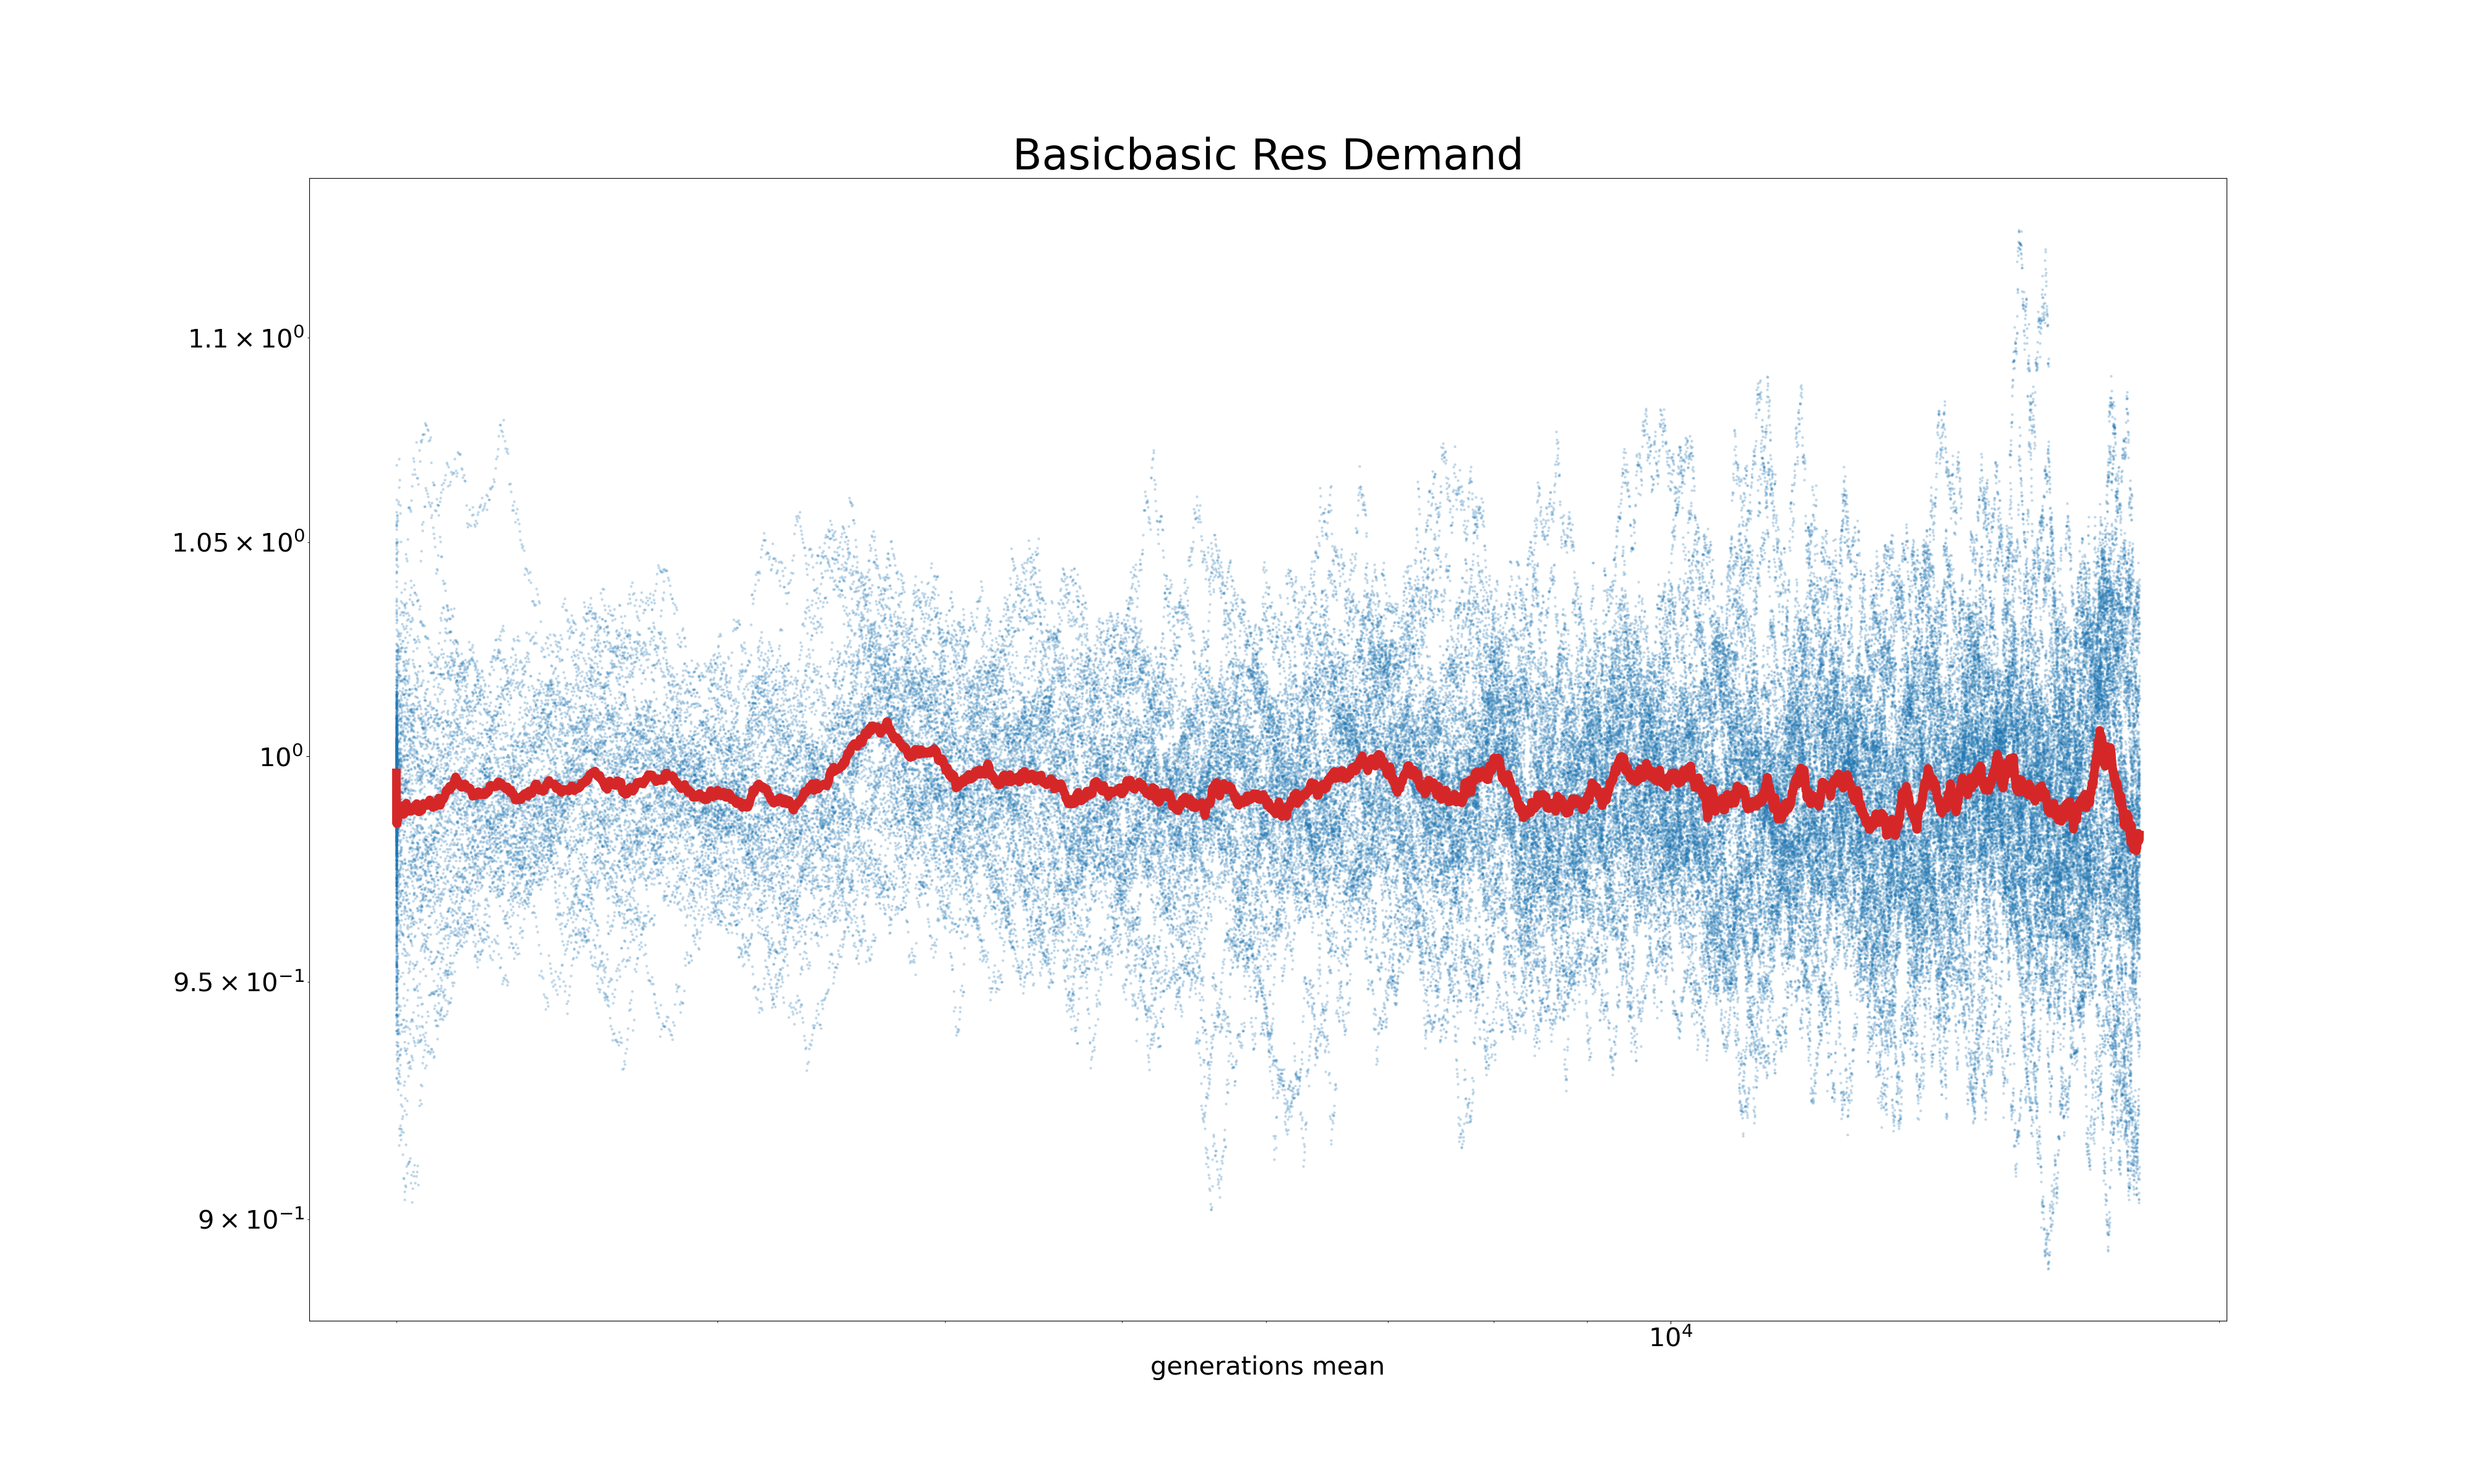 Basicbasic Res Demand
1.1 × 10⁰
1.05 × 10⁰
10⁰
9.5 × 10⁻¹
9 × 10⁻¹
10⁴
generations mean